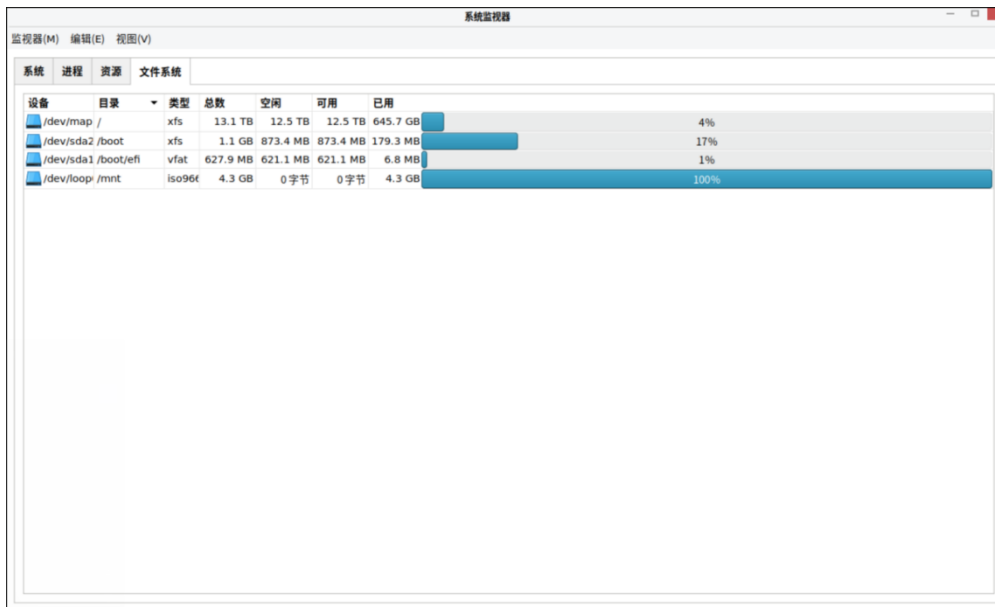 系统监视器
监视器(M) 编辑(E) 视图(V)
系统 进程 资源 文件系统
设备 目录 类型 总数 空闲 可用 已用
/dev/map / xfs 13.1 TB 12.5 TB 12.5 TB 645.7 GB 4%
/dev/sda2 /boot xfs 1.1 GB 873.4 MB 873.4 MB 179.3 MB 17%
/dev/sda1 /boot/efi vfat 627.9 MB 621.1 MB 621.1 MB 6.8 MB 1%
/dev/loop /mnt iso966 4.3 GB 0字节 0字节 4.3 GB 100%